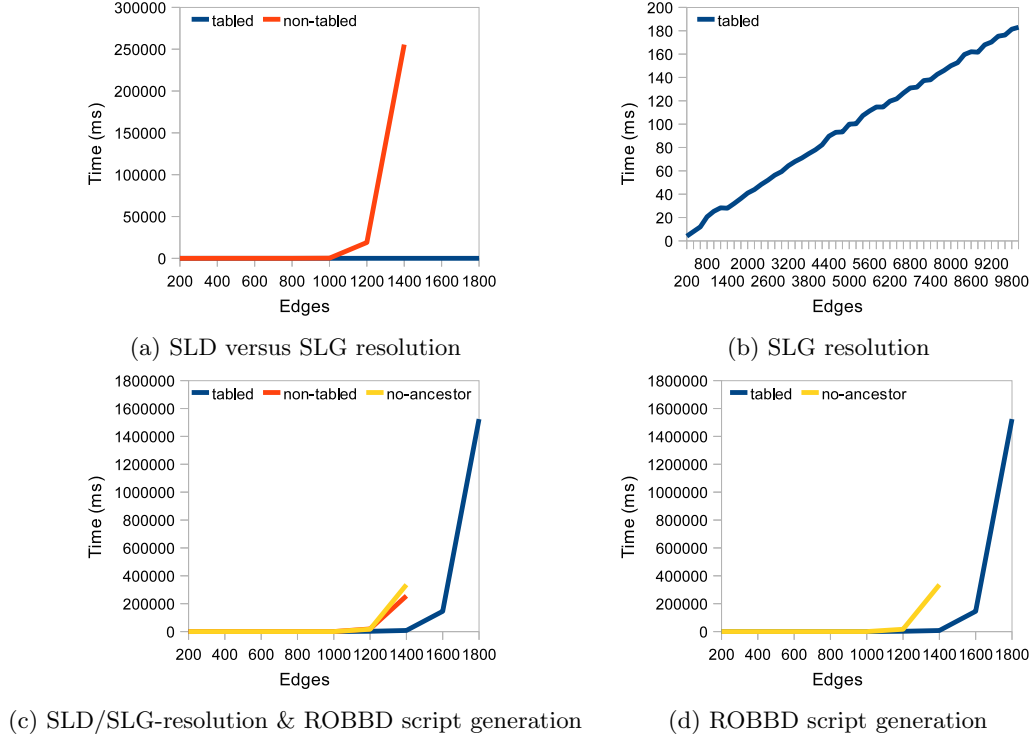 tabled non-tabled
300000
250000
200000
150000
100000
50000
0
Time (ms)
200 400 600 800 1000 1200 1400 1600 1800
Edges
(a) SLD versus SLG resolution
tabled
200
180
160
140
120
100
80
60
40
20
0
Time (ms)
800 2000 3200 4400 5600 6800 8000 9200
200 1400 2600 3800 5000 6200 7400 8600 9800
Edges
(b) SLG resolution
tabled non-tabled no-ancestor
1800000
1600000
1400000
1200000
1000000
800000
600000
400000
200000
0
Time (ms)
200 400 600 800 1000 1200 1400 1600 1800
Edges
(c) SLD/SLG-resolution & ROBBD script generation
tabled no-ancestor
1800000
1600000
1400000
1200000
1000000
800000
600000
400000
200000
0
Time (ms)
200 400 600 800 1000 1200 1400 1600 1800
Edges
(d) ROBBD script generation